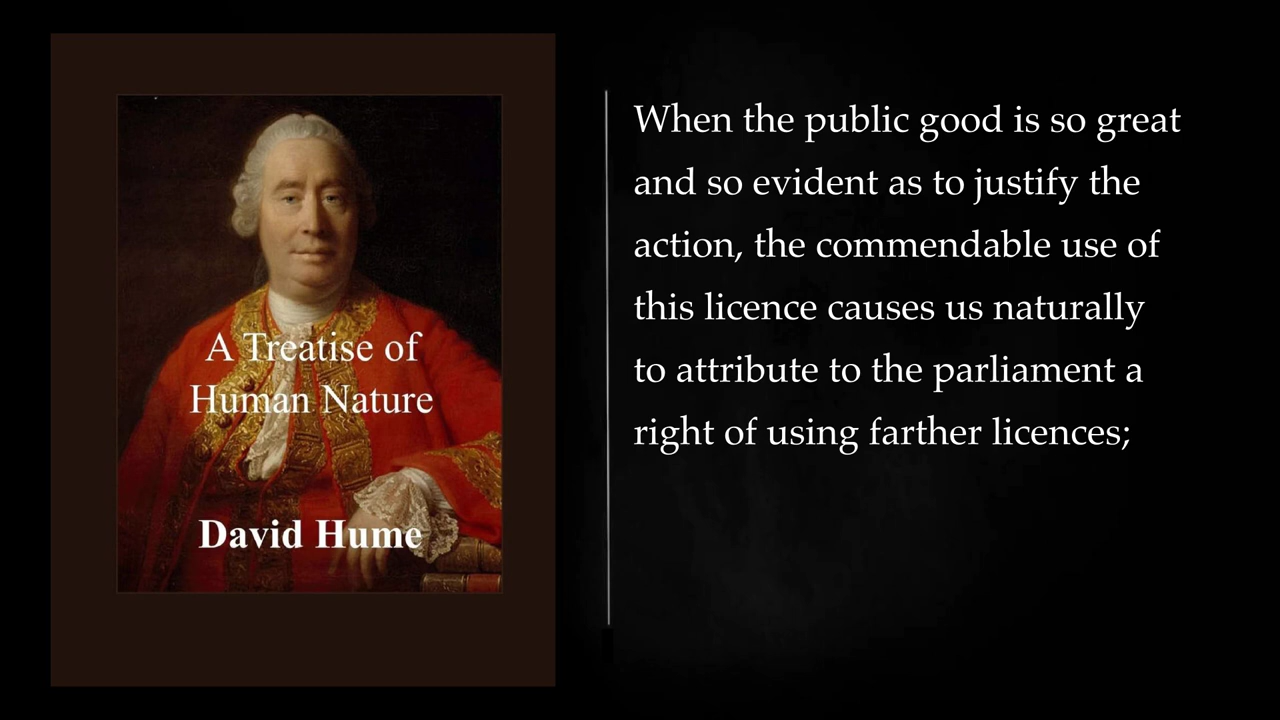 A Treatise of
Human Nature
David Hume
When the public good is so great
and so evident as to justify the
action, the commendable use of
this licence causes us naturally
to attribute to the parliament a
right of using farther licences;